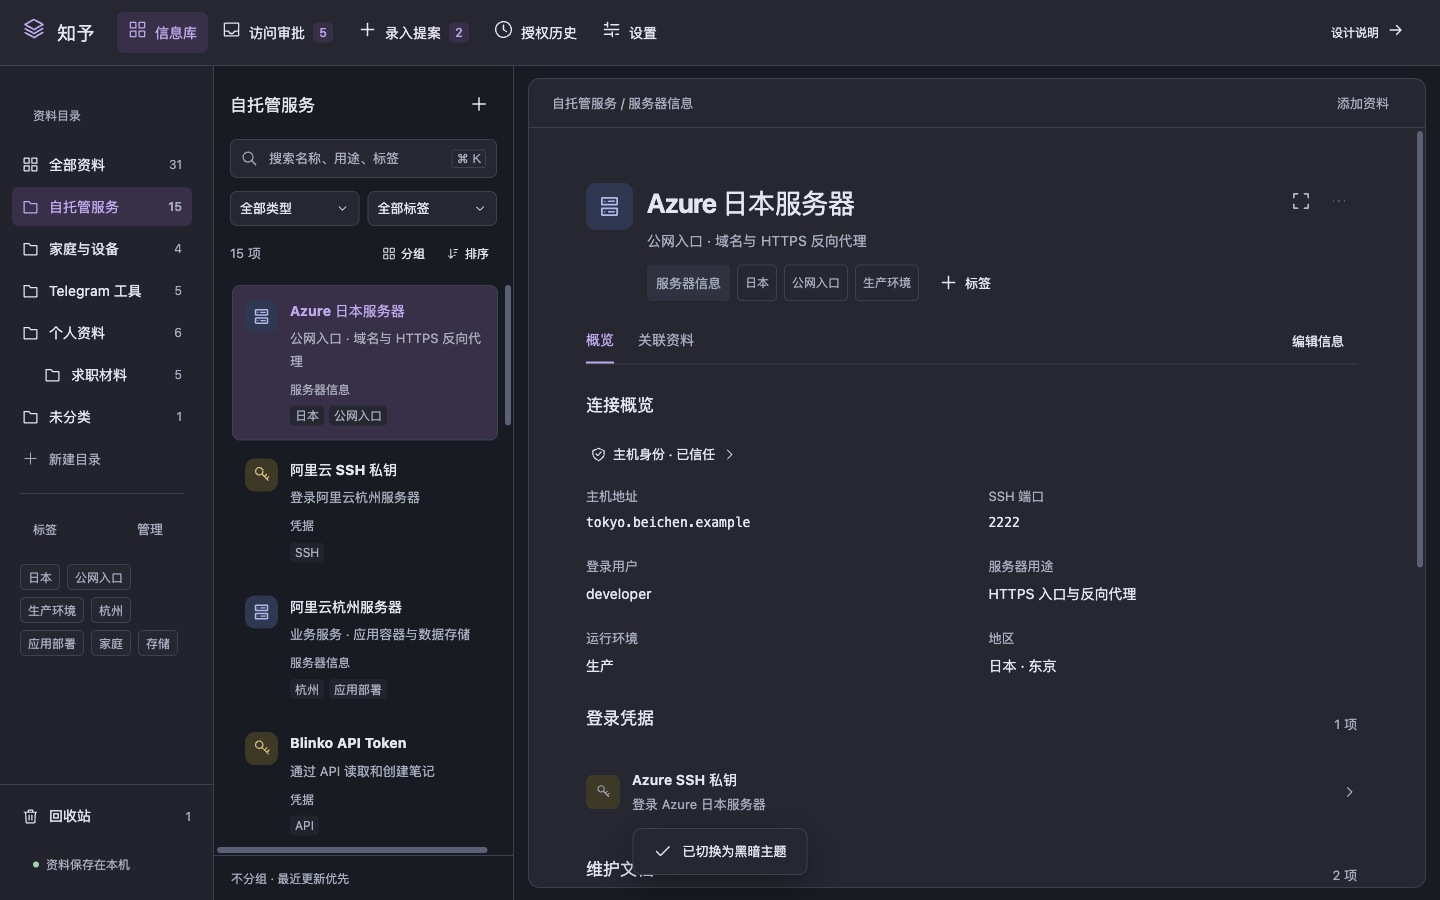 知予
信息库
访问审批 5
录入提案 2
授权历史
设置
设计说明
资料目录
全部资料 31
自托管服务 15
家庭与设备 4
Telegram 工具 5
个人资料 6
求职材料 5
未分类 1
新建目录
标签 管理
日本 公网入口
生产环境 杭州
应用部署 家庭 存储
回收站 1
资料保存在本机
自托管服务
搜索名称、用途、标签 ⌘ K
全部类型 全部标签
15 项 分组 排序
Azure 日本服务器
公网入口 · 域名与 HTTPS 反向代
理
服务器信息
日本 公网入口
阿里云 SSH 私钥
登录阿里云杭州服务器
凭据
SSH
阿里云杭州服务器
业务服务 · 应用容器与数据存储
服务器信息
杭州 应用部署
Blinko API Token
通过 API 读取和创建笔记
凭据
API
不分组 · 最近更新优先
自托管服务 / 服务器信息 添加资料
Azure 日本服务器
公网入口 · 域名与 HTTPS 反向代理
服务器信息 日本 公网入口 生产环境 标签
概览 关联资料 编辑信息
连接概览
主机身份 · 已信任
主机地址 SSH 端口
tokyo.beichen.example 2222
登录用户 服务器用途
developer HTTPS 入口与反向代理
运行环境 地区
生产 日本 · 东京
登录凭据 1 项
Azure SSH 私钥
登录 Azure 日本服务器
已切换为黑暗主题
维护文 2 项